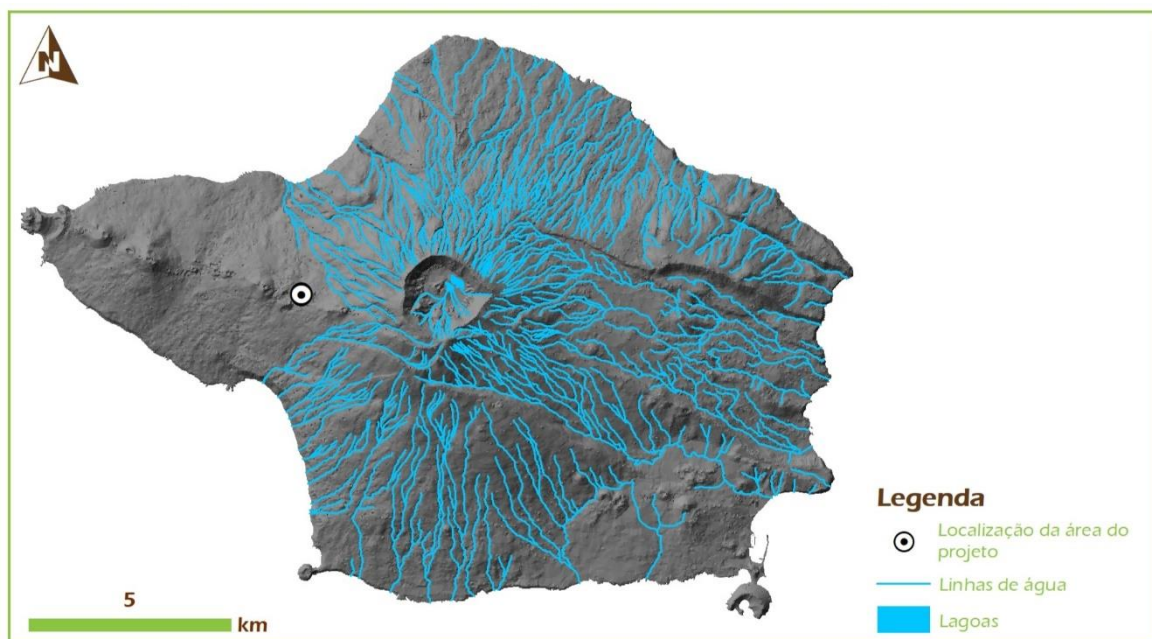 N
Legenda
Localização da área do
projeto
Linhas de água
Lagoas
5
km